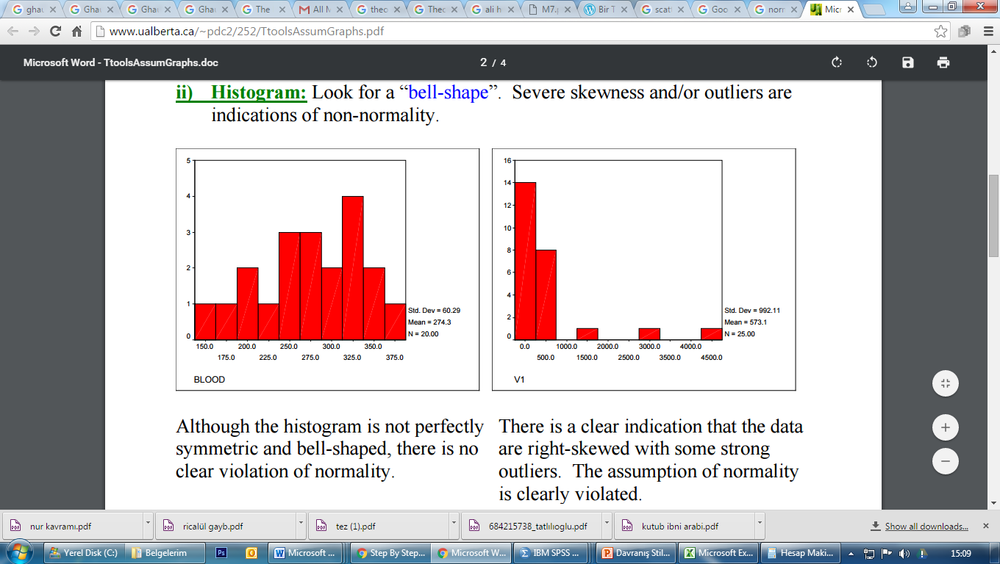 ghau
Gha
Gha
Gha
The
All M
theo
Theo
ali h
M7.p
Bir T
scat
Goo
norm
Micr
www.ualberta.ca/~pdc2/252/TtoolsAssumGraphs.pdf
Microsoft Word - TtoolsAssumGraphs.doc
2 / 4
ii) Histogram: Look for a “bell-shape”. Severe skewness and/or outliers are
indications of non-normality.
5
4
3
2
1
0
150.0 200.0 250.0 300.0 350.0
175.0 225.0 275.0 325.0 375.0
BLOOD
Std. Dev = 60.29
Mean = 274.3
N = 20.00
16
14
12
10
8
6
4
2
0
0.0 1000.0 2000.0 3000.0 4000.0
500.0 1500.0 2500.0 3500.0 4500.0
V1
Std. Dev = 992.11
Mean = 573.1
N = 25.00
Although the histogram is not perfectly
symmetric and bell-shaped, there is no
clear violation of normality.
There is a clear indication that the data
are right-skewed with some strong
outliers. The assumption of normality
is clearly violated.
nur kavramı.pdf
ricalül gayb.pdf
tez (1).pdf
684215738_tatlılıoglu.pdf
kutub ibni arabi.pdf
Show all downloads...
Yerel Disk (C:)
Belgelerim
Ps
Microsoft ...
Step By Step...
Microsoft W...
IBM SPSS ...
Davranış Stil...
Microsoft Ex...
Hesap Maki...
15:09